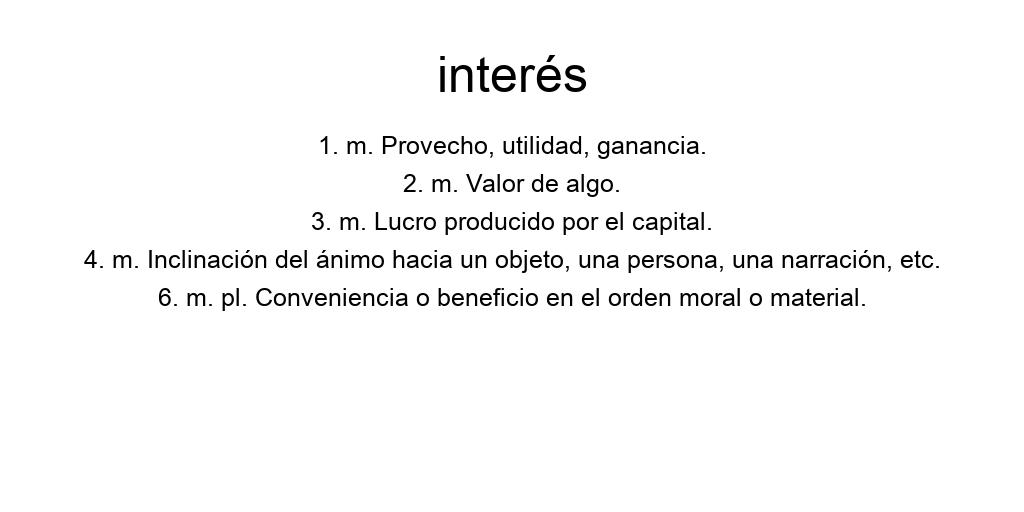 interés
1. m. Provecho, utilidad, ganancia.
2. m. Valor de algo.
3. m. Lucro producido por el capital.
4. m. Inclinación del ánimo hacia un objeto, una persona, una narración, etc.
6. m. pl. Conveniencia o beneficio en el orden moral o material.